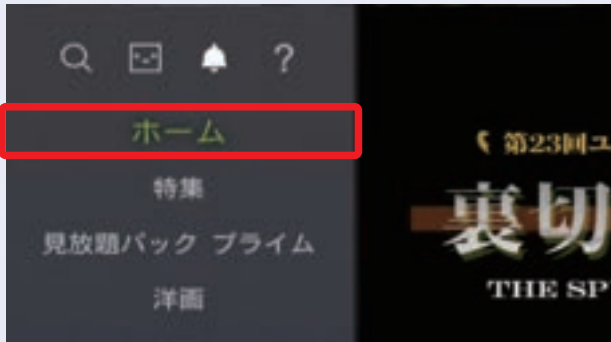 ?
ホーム
特集
見放題パック プライム
洋画
第23回ユ
裏切
THE SP